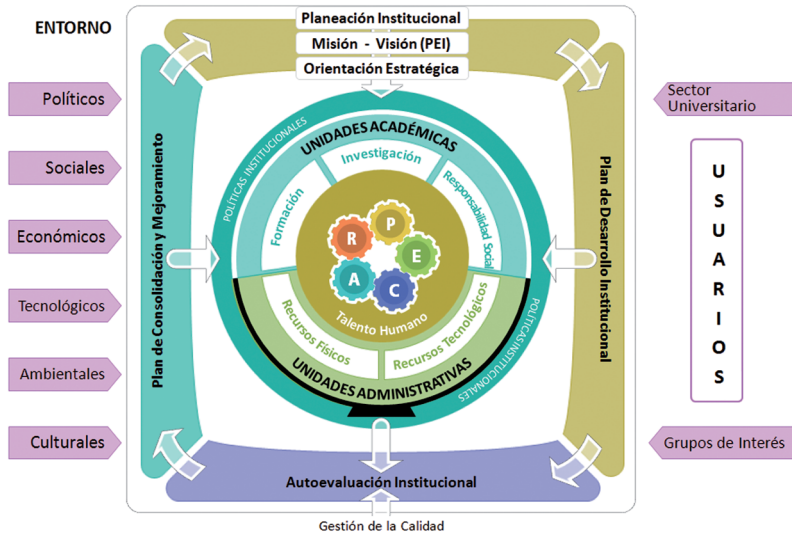 ENTORNO
Políticos
Sociales
Económicos
Tecnológicos
Ambientales
Culturales
Planeación Institucional
Misión - Visión (PEI)
Orientación Estratégica
Plan de Consolidación y Mejoramiento
POLÍTICAS INSTITUCIONALES
UNIDADES ACADÉMICAS
Formación
Investigación
Responsabilidad Social
R
P
E
A
C
Talento Humano
Recursos Físicos
Recursos Tecnológicos
UNIDADES ADMINISTRATIVAS
POLÍTICAS INSTITUCIONALES
Plan de Desarrollo Institucional
Autoevaluación Institucional
Gestión de la Calidad
Sector
Universitario
USUARIOS
Grupos de Interés